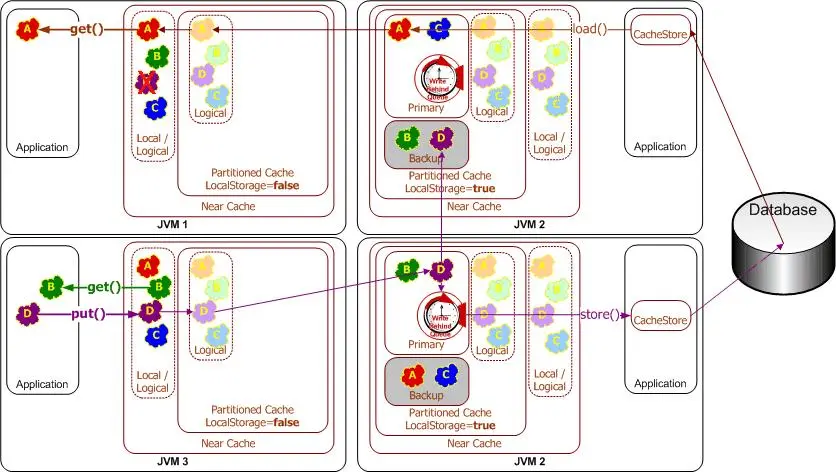 A
get()
A
A
B
B
D
D
C
C
Logical
Application
Local /
Logical
Partitioned Cache
LocalStorage=false
Near Cache
JVM 1
A
C
A
A
load()
CacheStore
B
B
D
D
C
C
Write
Behind
Queue
Primary
Logical
B
D
Backup
Local /
Logical
Application
Partitioned Cache
LocalStorage=true
Near Cache
JVM 2
Database
A
A
B
get()
B
B
D
put()
D
D
C
C
Logical
Application
Local /
Logical
Partitioned Cache
LocalStorage=false
Near Cache
JVM 3
B
D
A
A
B
B
D
D
store()
CacheStore
C
C
Write
Behind
Queue
Primary
Logical
A
C
Backup
Local /
Logical
Application
Partitioned Cache
LocalStorage=true
Near Cache
JVM 2